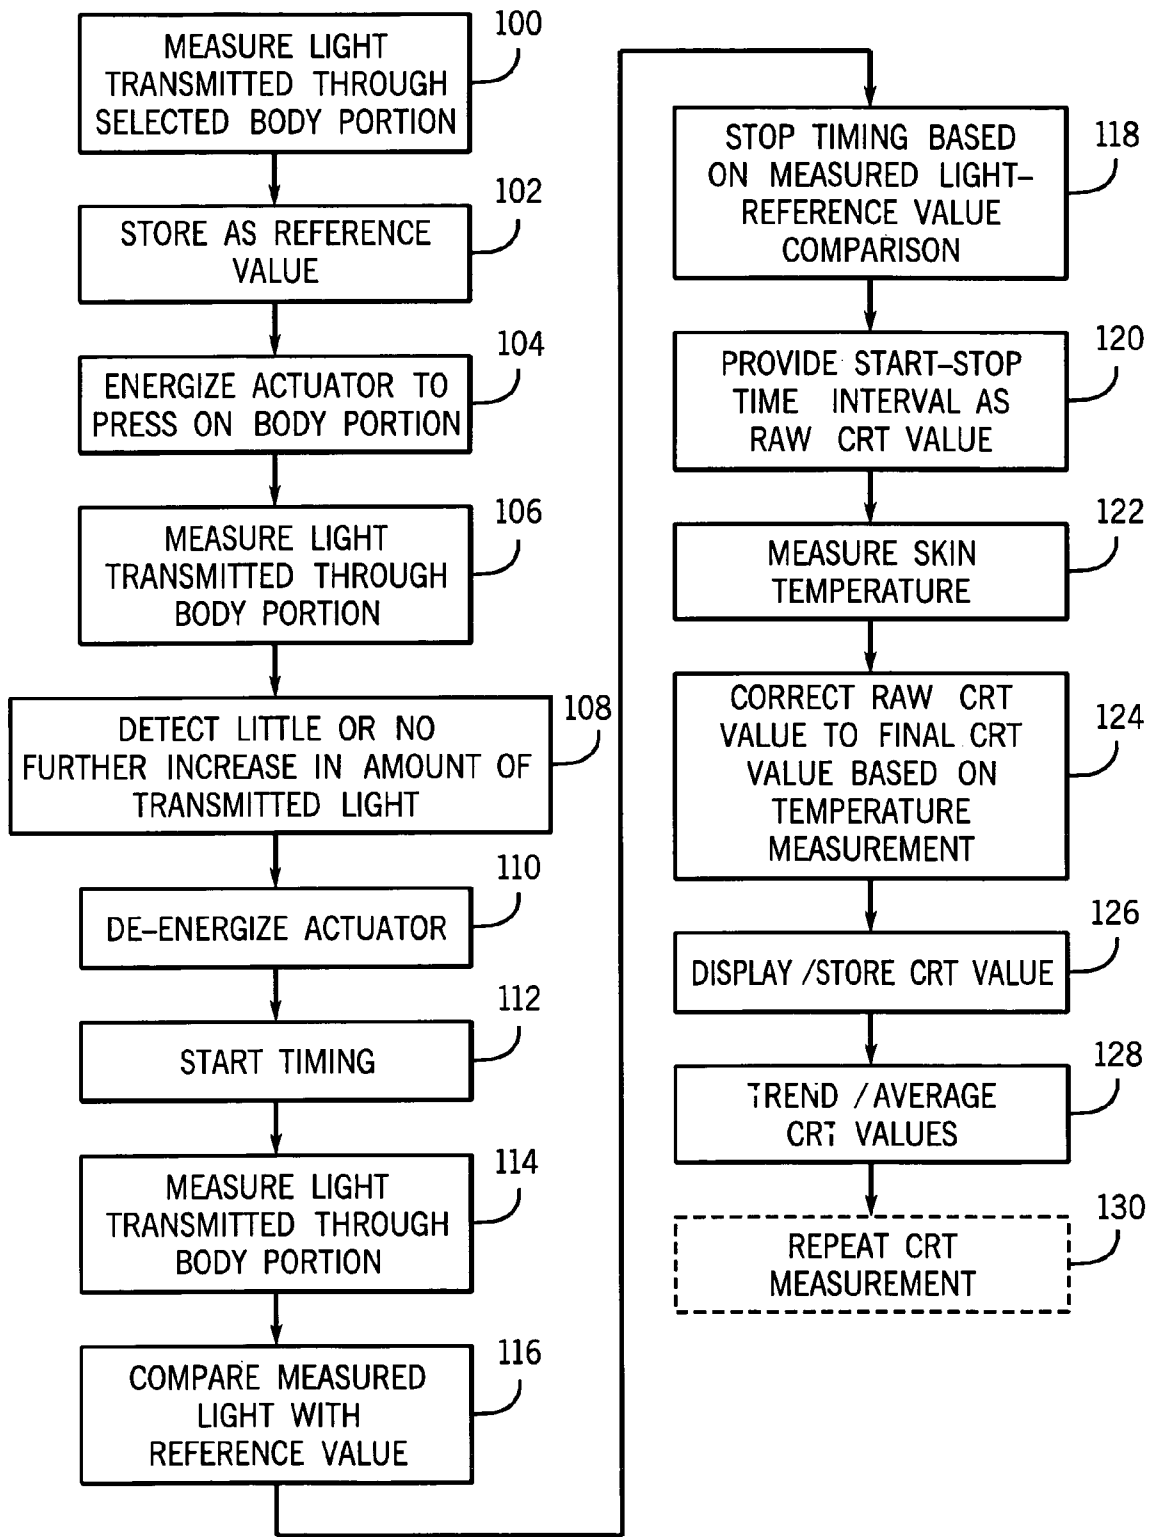 100
MEASURE LIGHT
TRANSMITTED THROUGH
SELECTED BODY PORTION
102
STORE AS REFERENCE
VALUE
104
ENERGIZE ACTUATOR TO
PRESS ON BODY PORTION
106
MEASURE LIGHT
TRANSMITTED THROUGH
BODY PORTION
108
DETECT LITTLE OR NO
FURTHER INCREASE IN AMOUNT OF
TRANSMITTED LIGHT
110
DE-ENERGIZE ACTUATOR
112
START TIMING
114
MEASURE LIGHT
TRANSMITTED THROUGH
BODY PORTION
116
COMPARE MEASURED
LIGHT WITH
REFERENCE VALUE
118
STOP TIMING BASED
ON MEASURED LIGHT-
REFERENCE VALUE
COMPARISON
120
PROVIDE START-STOP
TIME INTERVAL AS
RAW CRT VALUE
122
MEASURE SKIN
TEMPERATURE
124
CORRECT RAW CRT
VALUE TO FINAL CRT
VALUE BASED ON
TEMPERATURE
MEASUREMENT
126
DISPLAY /STORE CRT VALUE
128
TREND /AVERAGE
CRT VALUES
130
REPEAT CRT
MEASUREMENT